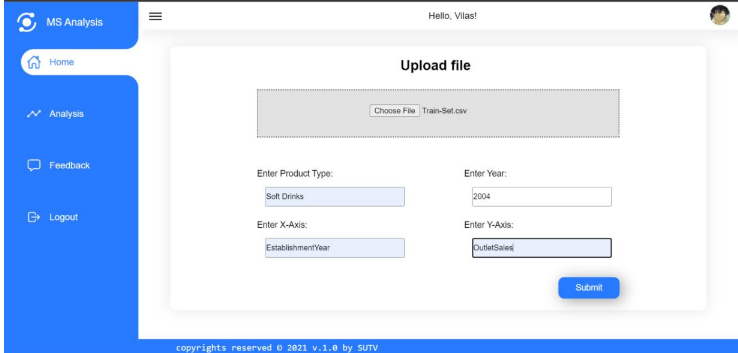 MS Analysis
Hello, Vilas!
Home
Analysis
Feedback
Logout
Upload file
Choose File Train-Set.csv
Enter Product Type: Enter Year:
Soft Drinks 2004
Enter X-Axis: Enter Y-Axis:
EstablishmentYear OutletSales
Submit
copyrights reserved © 2021 v.1.0 by SUTV